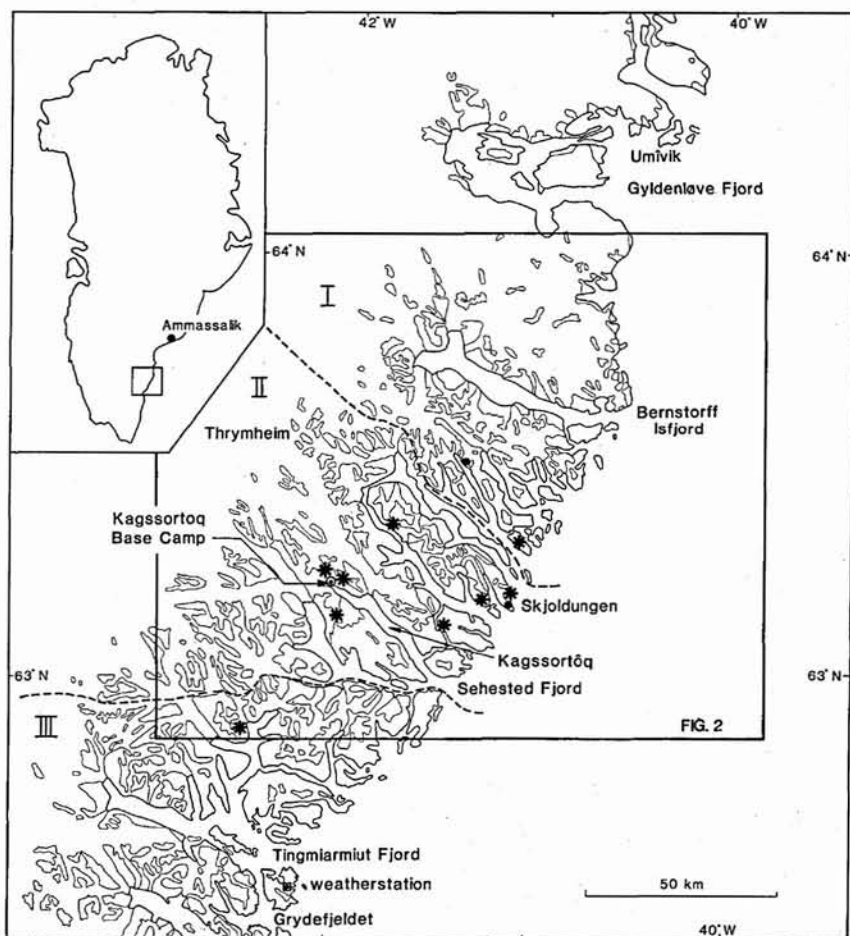 42° W
40° W
Umîvik
Gyldenløve Fjord
64° N
64° N
I
Ammassalik
II
Thrymheim
Bernstorff
Isfjord
Kagssortoq
Base Camp
Skjoldungen
Kagssortôq
63° N
63° N
Sehested Fjord
III
FIG. 2
Tingmiarmiut Fjord
weatherstation
50 km
Grydefjeldet
40° W